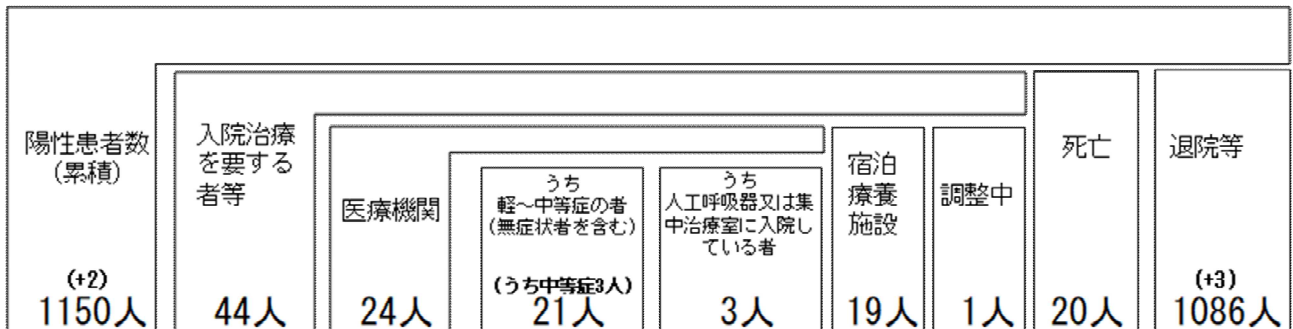 陽性患者数
(累積)
(+2)
1150人
入院治療
を要する
者等
44人
医療機関
24人
うち
軽～中等症の者
(無症状者を含む)
(うち中等症3人)
21人
うち
人工呼吸器又は集
中治療室に入院し
ている者
3人
宿泊
療養
施設
19人
調整中
1人
死亡
20人
退院等
(+3)
1086人